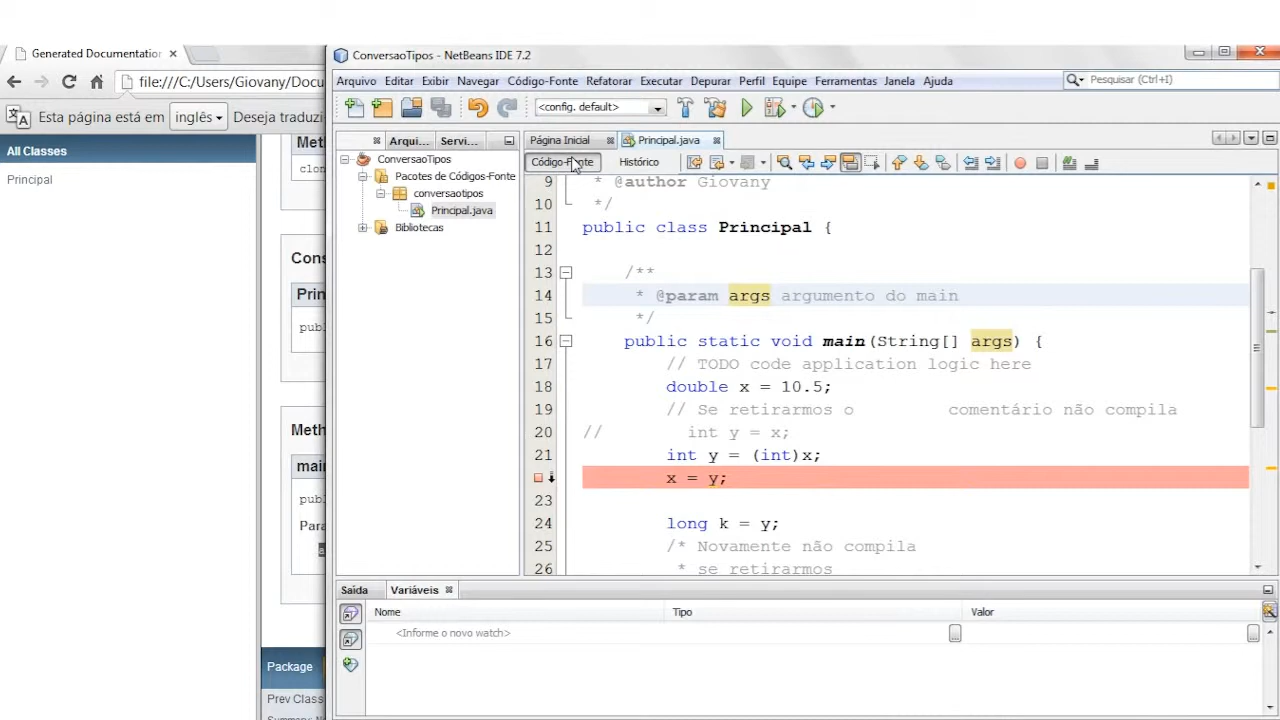 Generated Documentation
file:///C:/Users/Giovany/Docu
Esta página está em
inglês
Deseja traduzi
All Classes
Principal
Meth
clon
Cons
Prin
publ
Meth
mai
publ
Para
Package
Prev Class
ConversaoTipos - NetBeans IDE 7.2
Arquivo Editar Exibir Navegar Código-Fonte Refatorar Executar Depurar Perfil Equipe Ferramentas Janela Ajuda
Pesquisar (Ctrl+I)
<config. default>
Arqui...
Servi...
ConversaoTipos
Pacotes de Códigos-Fonte
conversaotipos
Principal.java
Bibliotecas
Página Inicial
Principal.java
Código-Fonte
Histórico
9 * @author Giovany
10 */
11 public class Principal {
12
13 /**
14 * @param args argumento do main
15 */
16 public static void main(String[] args) {
17 // TODO code application logic here
18 double x = 10.5;
19 // Se retirarmos o comentário não compila
20 // int y = x;
21 int y = (int)x;
x = y;
23
24 long k = y;
25 /* Novamente não compila
26 * se retirarmos
Saída
Variáveis
Nome Tipo Valor
<Informe o novo watch>